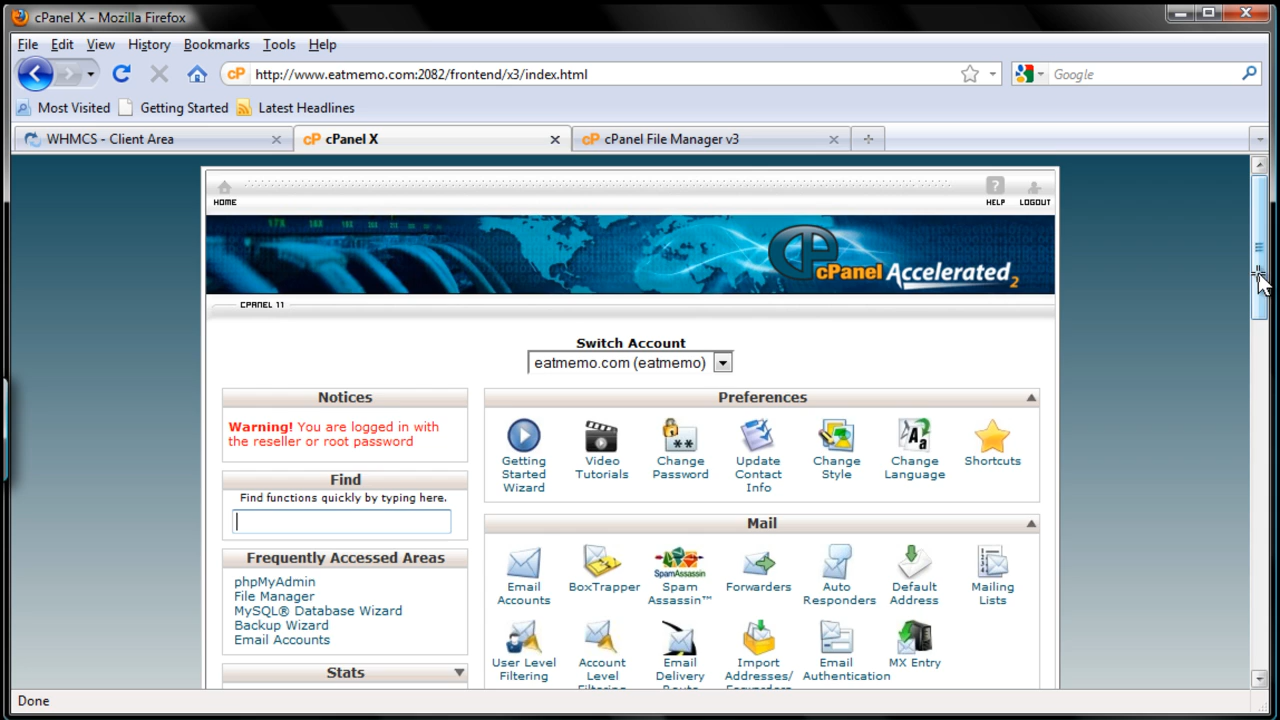 cPanel X - Mozilla Firefox
File Edit View History Bookmarks Tools Help
cP http://www.eatmemo.com:2082/frontend/x3/index.html Google
Most Visited Getting Started Latest Headlines
WHMCS - Client Area cP cPanel X cP cPanel File Manager v3
HOME ? HELP LOGOUT
cP cPanel Accelerated2
CPANEL 11
Switch Account
eatmemo.com (eatmemo)
Notices
Warning! You are logged in with
the reseller or root password
Find
Find functions quickly by typing here.
Frequently Accessed Areas
phpMyAdmin
File Manager
MySQL® Database Wizard
Backup Wizard
Email Accounts
Stats
Preferences
Getting Started Wizard
Video Tutorials
Change Password
Update Contact Info
Change Style
Change Language
Shortcuts
Mail
Email Accounts
BoxTrapper
SpamAssassin
Spam Assassin™
Forwarders
Auto Responders
Default Address
Mailing Lists
User Level Filtering
Account Level
Email Delivery
Import Addresses/
Email Authentication
MX Entry
Done